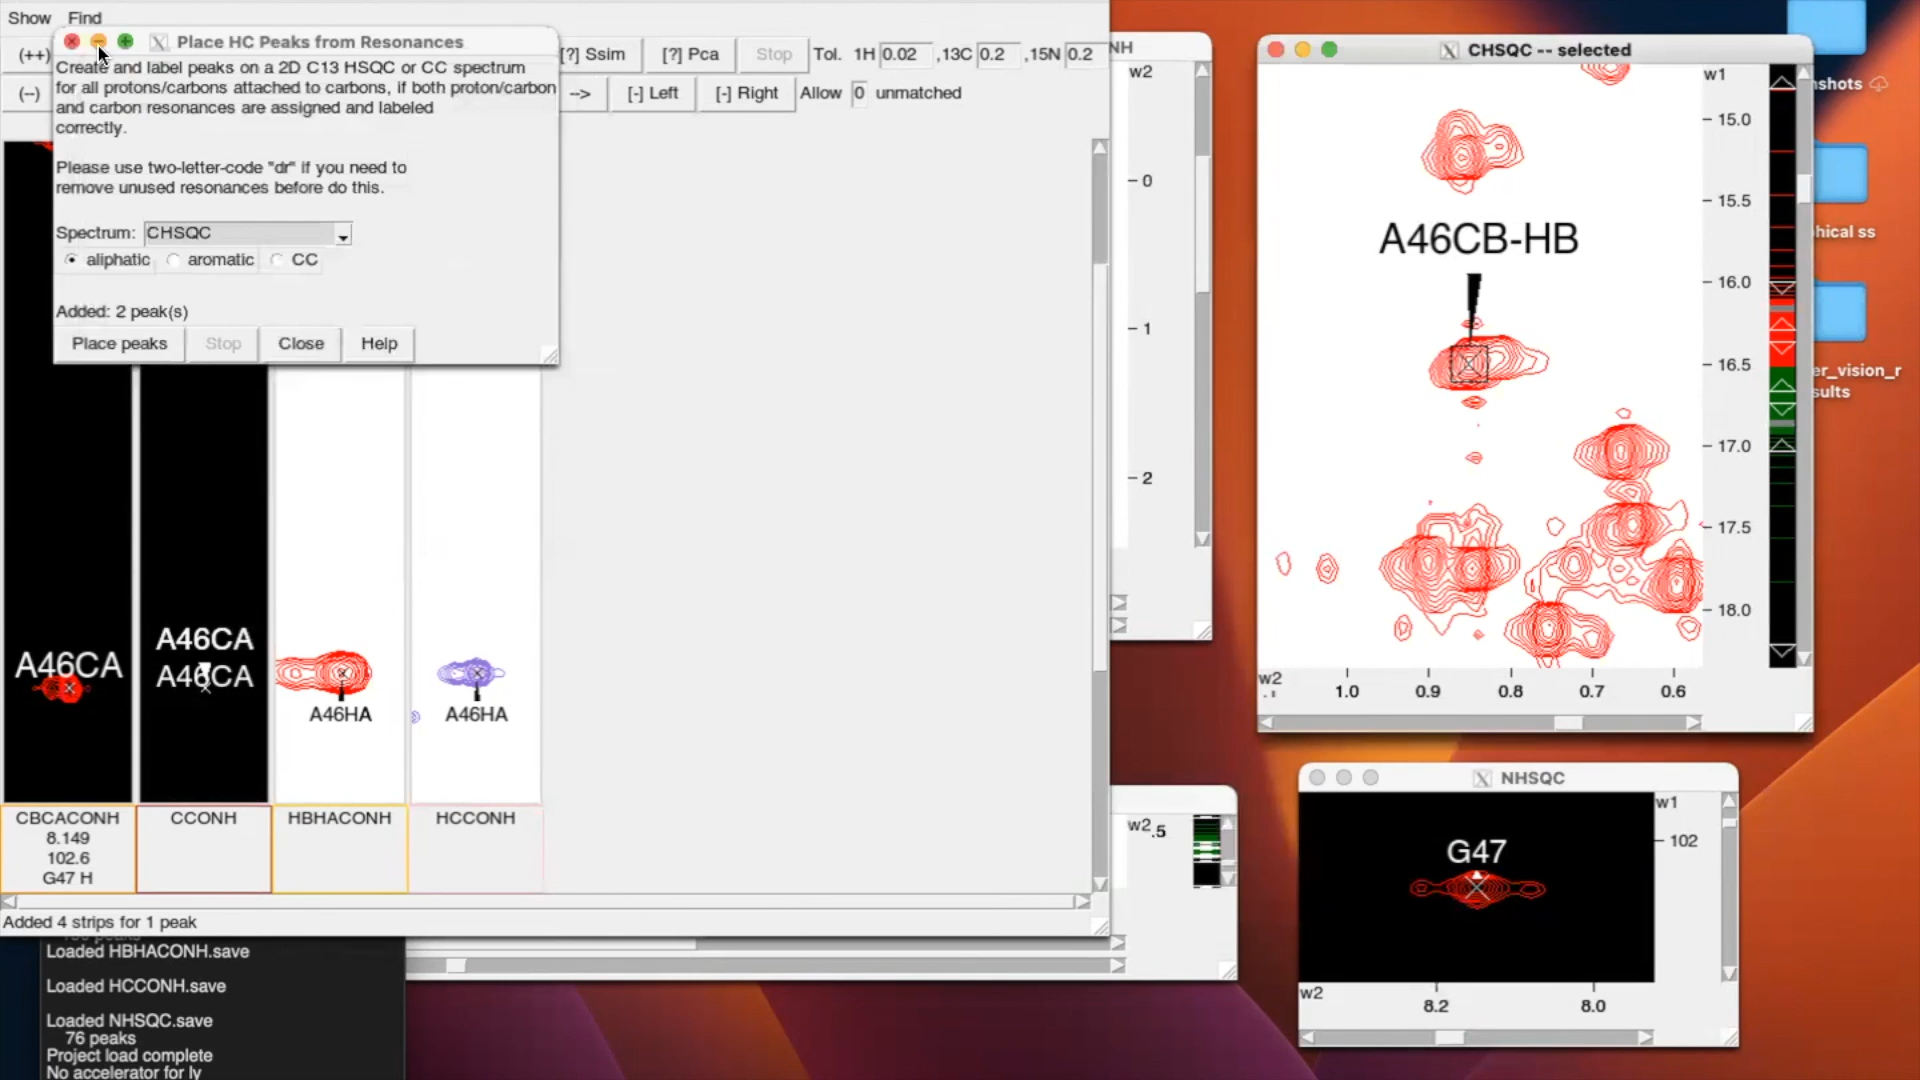 Show Find
(++)
Place HC Peaks from Resonances
[?] Ssim [?] Pca Stop Tol. 1H 0.02 ,13C 0.2 ,15N 0.2
(--)
--> [-] Left [-] Right Allow 0 unmatched
Create and label peaks on a 2D C13 HSQC or CC spectrum
for all protons/carbons attached to carbons, if both proton/carbon
and carbon resonances are assigned and labeled
correctly.
Please use two-letter-code "dr" if you need to
remove unused resonances before do this.
Spectrum: CHSQC
aliphatic aromatic CC
Added: 2 peak(s)
Place peaks Stop Close Help
A46CA
A46CA
A46CA
A46HA
A46HA
CBCACONH
8.149
102.6
G47 H
CCONH
HBHACONH
HCCONH
Added 4 strips for 1 peak
Loaded HBHACONH.save
Loaded HCCONH.save
Loaded NHSQC.save
76 peaks
Project load complete
No accelerator for ly
NH
w2
0
1
2
w2
.5
CHSQC -- selected
w1
15.0
15.5
16.0
16.5
17.0
17.5
18.0
A46CB-HB
w2
1.0 0.9 0.8 0.7 0.6
NHSQC
w1
102
G47
w2
8.2 8.0
nshots
hical ss
er_vision_r
sults